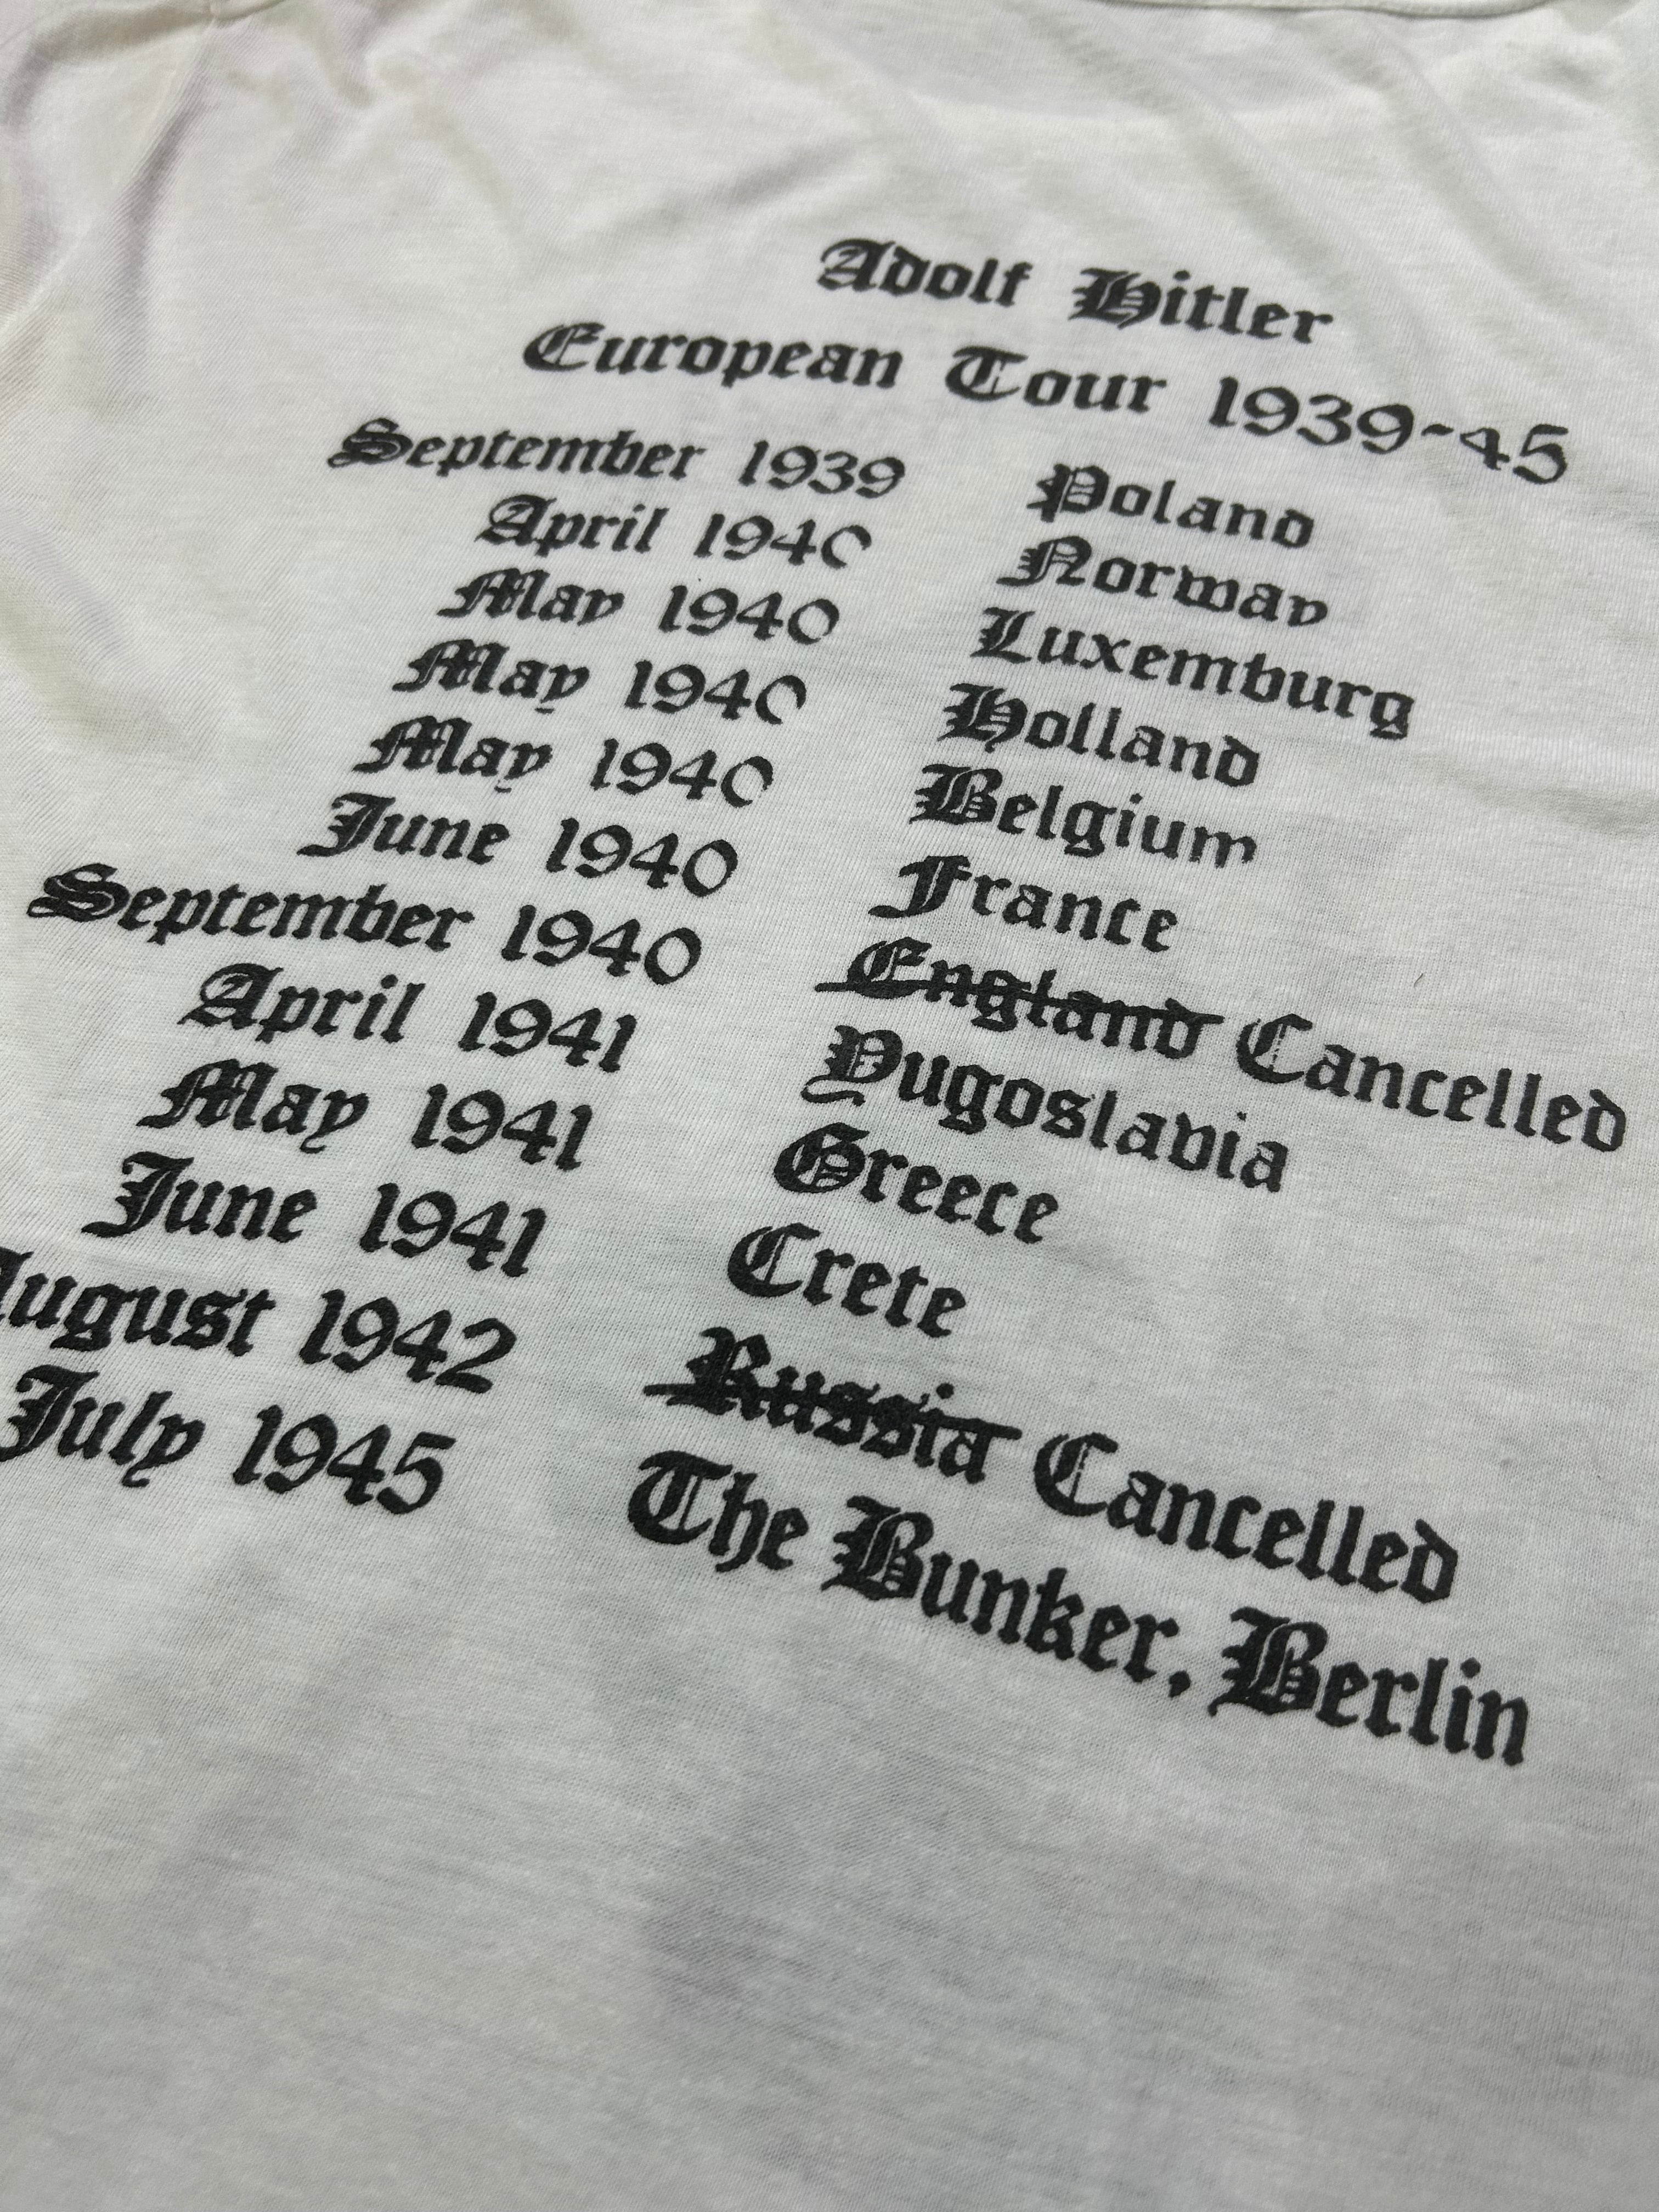 Adolf Hitler
European Tour 1939-45
September 1939 Poland
April 1940 Norway
May 1940 Luxemburg
May 1940 Holland
May 1940 Belgium
June 1940 France
September 1940 England Cancelled
April 1941 Yugoslavia
May 1941 Greece
June 1941 Crete
August 1942 Russia Cancelled
July 1945 The Bunker, Berlin